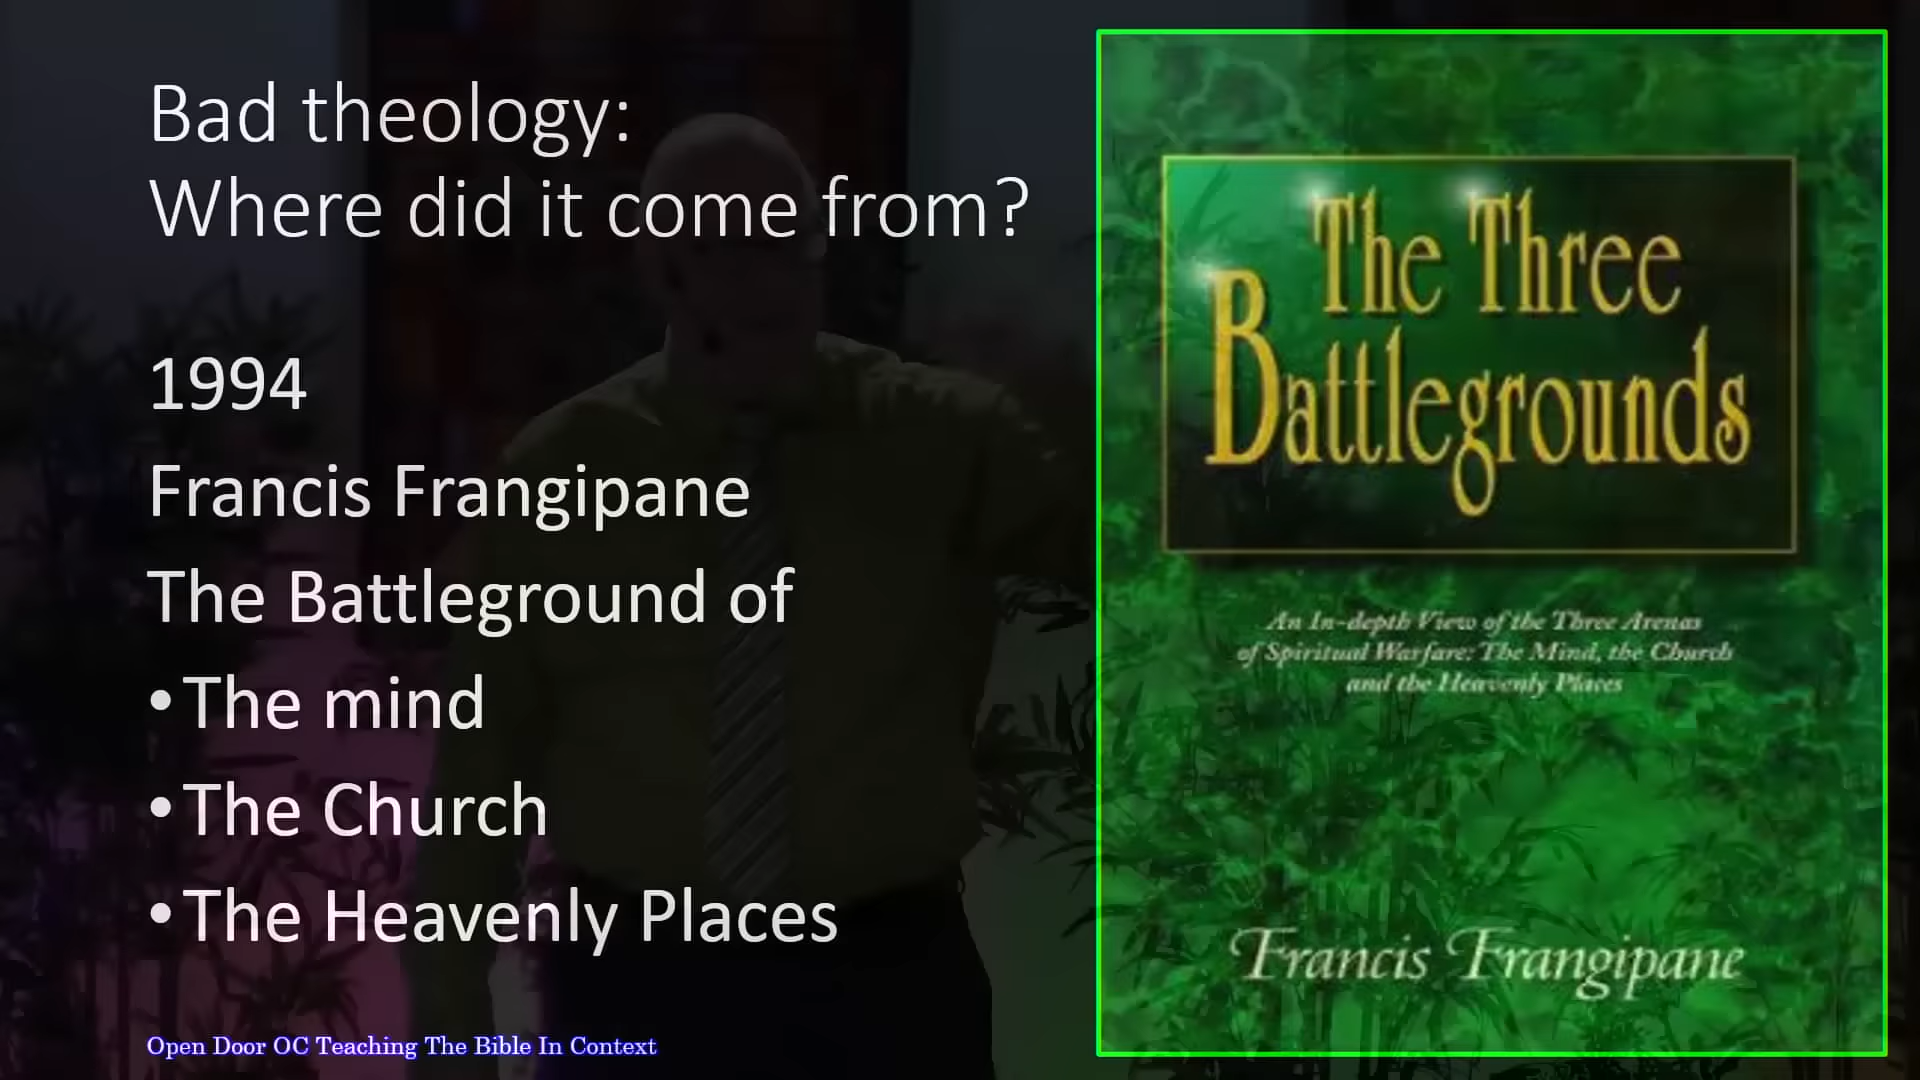 Bad theology:
Where did it come from?
1994
Francis Frangipane
The Battleground of
• The mind
• The Church
• The Heavenly Places
Open Door OC Teaching The Bible In Context
The Three
Battlegrounds
An In-depth View of the Three Arenas
of Spiritual Warfare: The Mind, the Church
and the Heavenly Places
Francis Frangipane